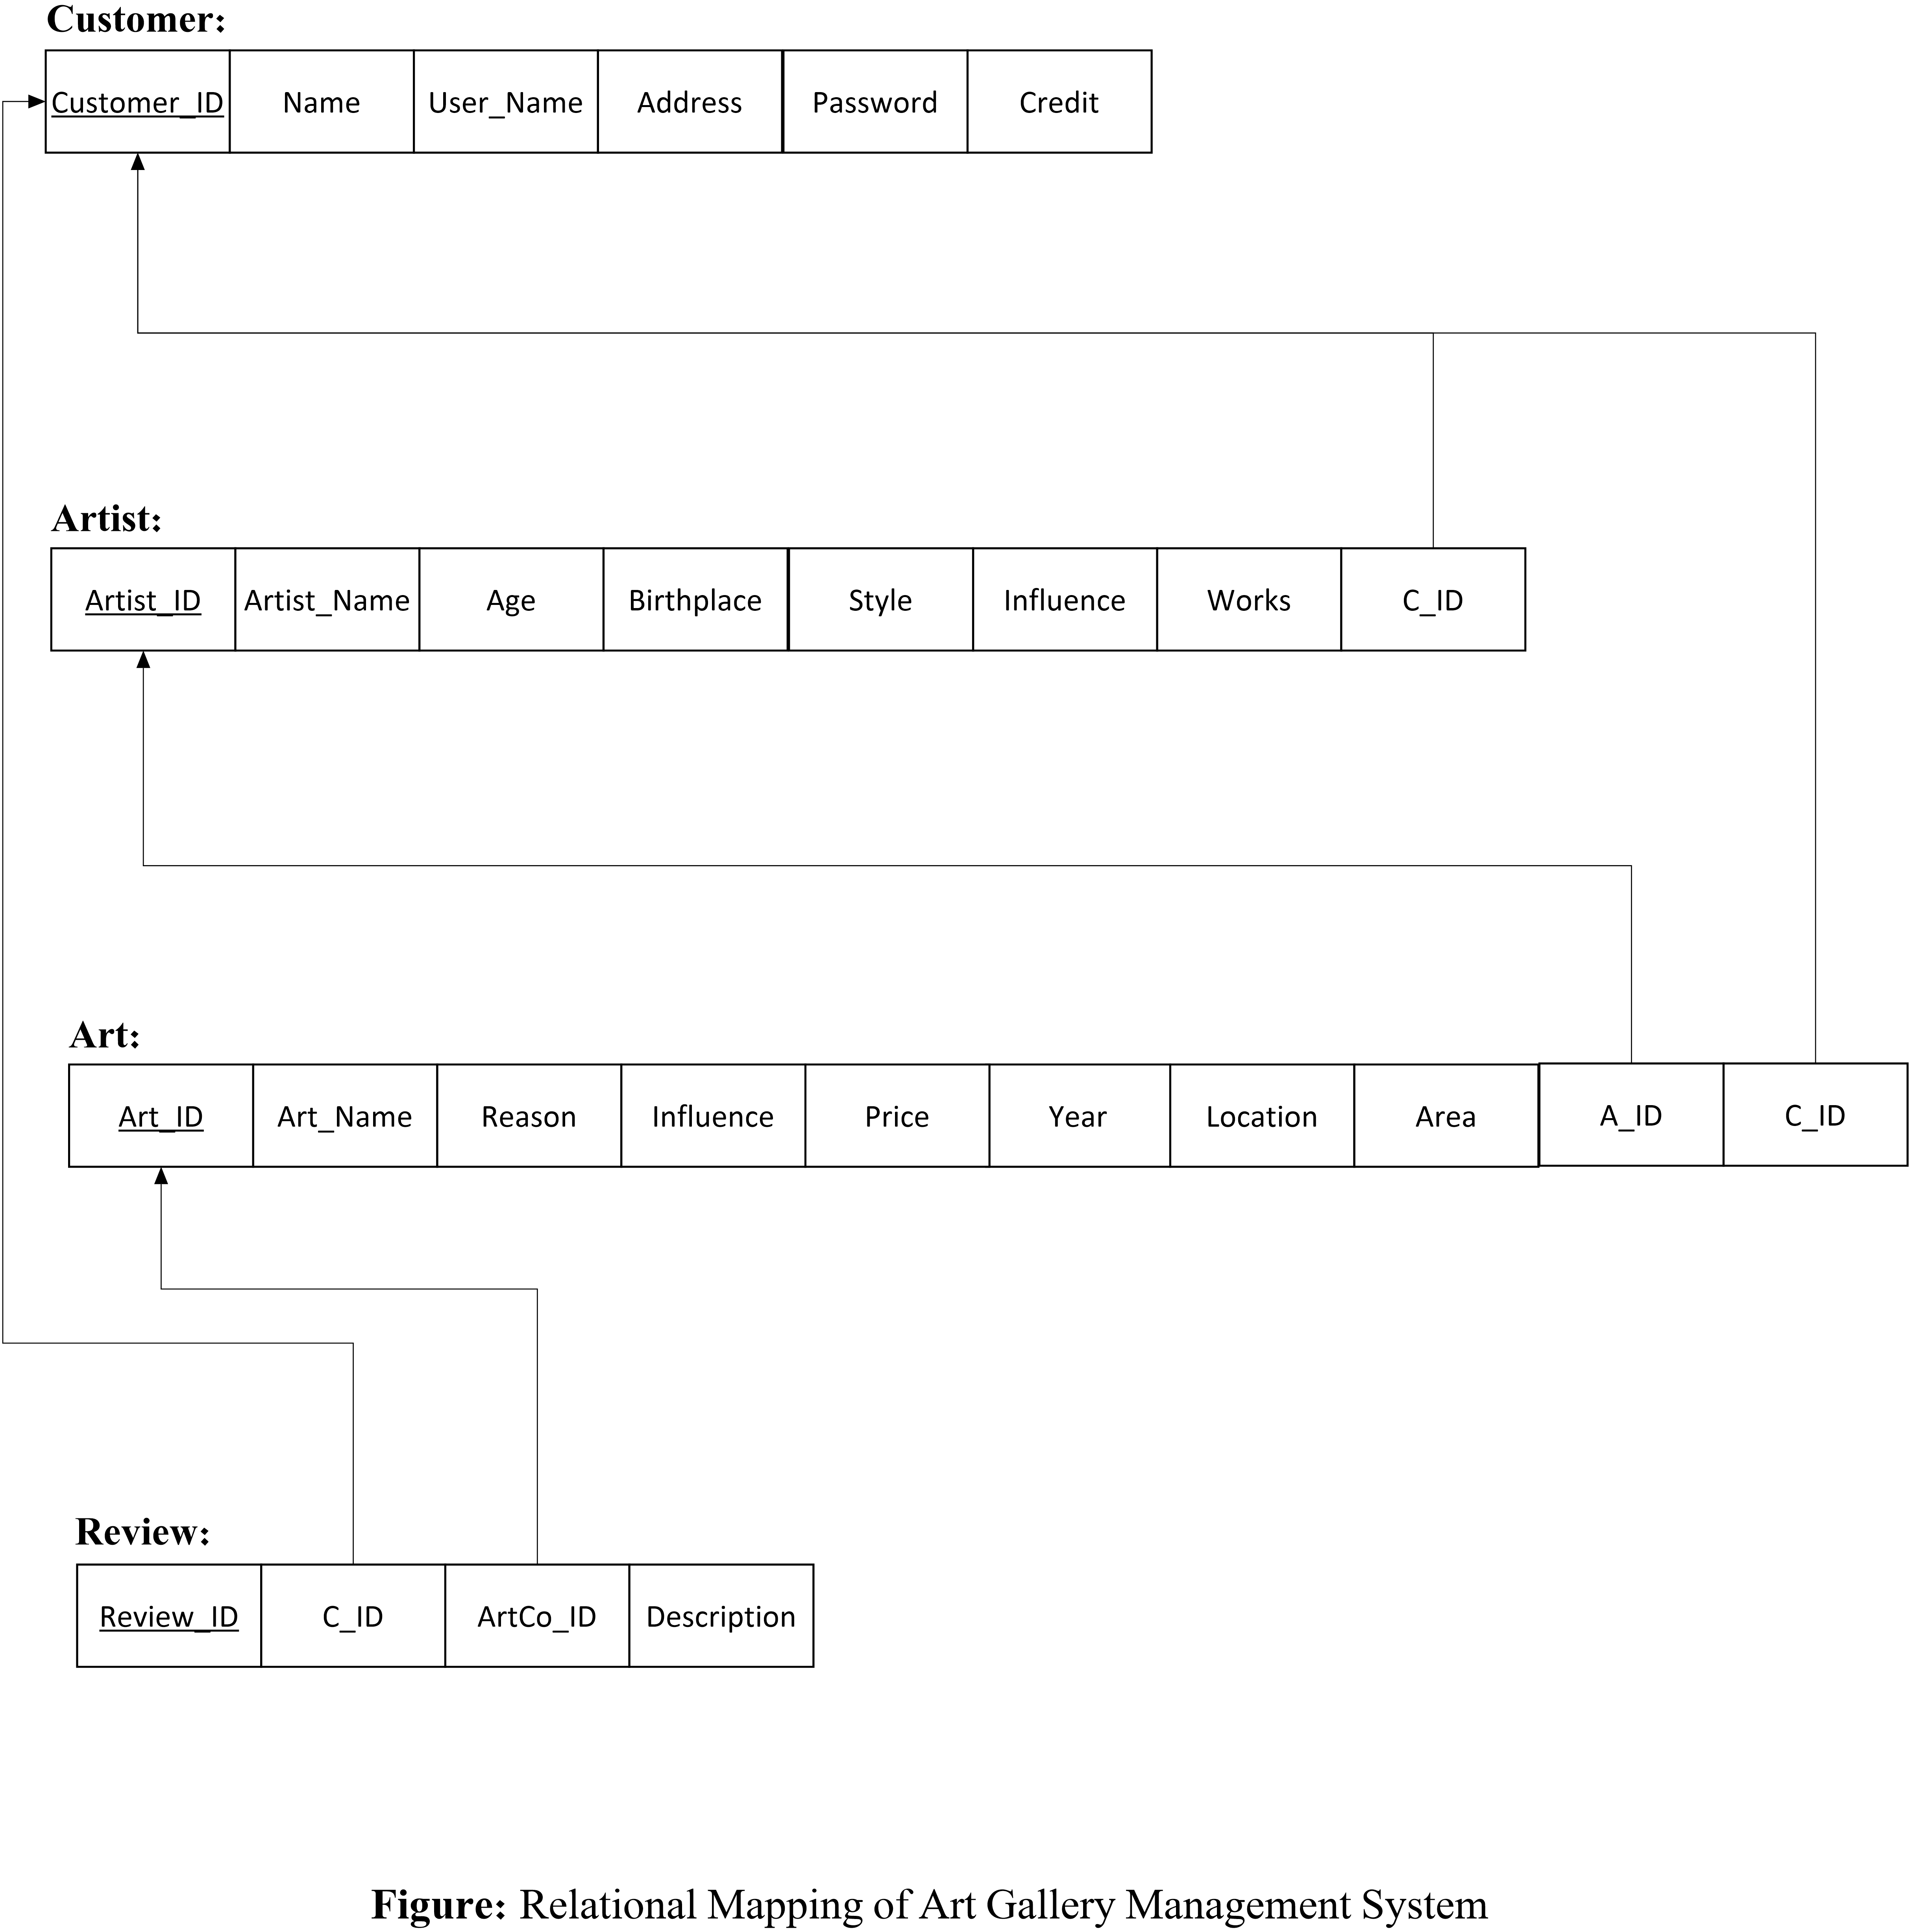 Customer:
Customer_ID Name User_Name Address Password Credit
Artist:
Artist_ID Artist_Name Age Birthplace Style Influence Works C_ID
Art:
Art_ID Art_Name Reason Influence Price Year Location Area A_ID C_ID
Review:
Review_ID C_ID ArtCo_ID Description
Figure: Relational Mapping of Art Gallery Management System